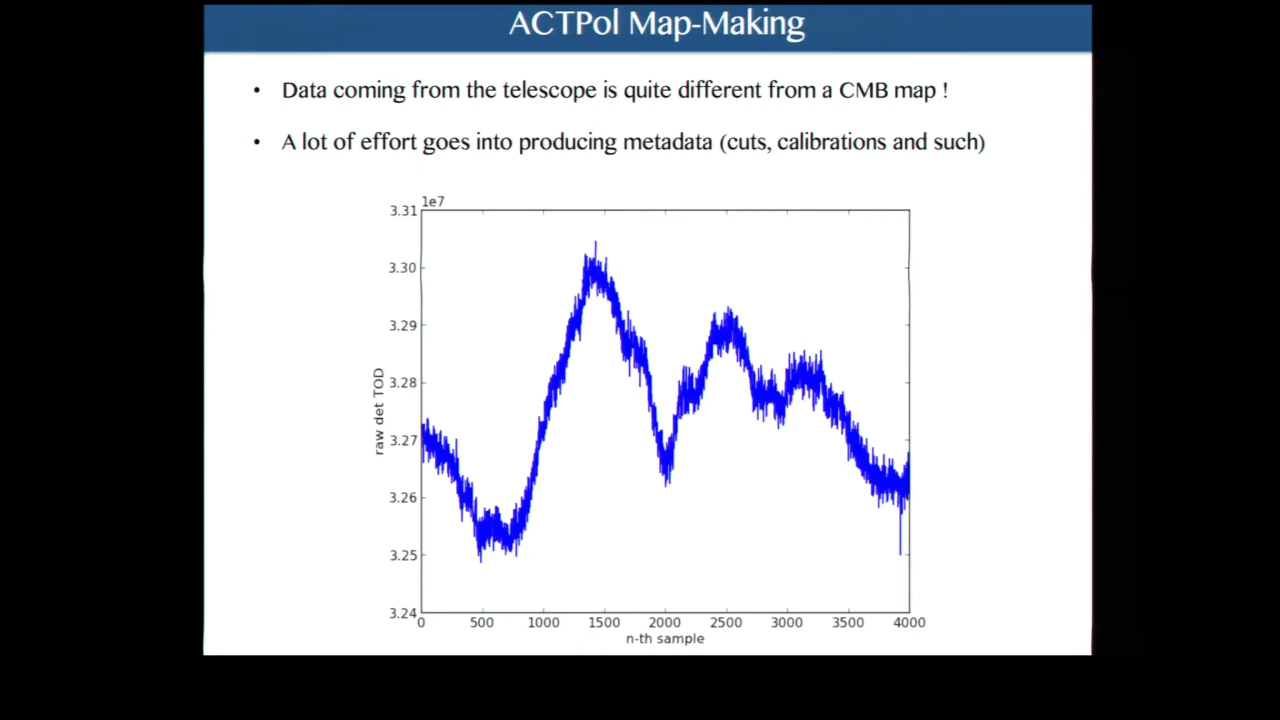 ACTPol Map-Making
• Data coming from the telescope is quite different from a CMB map !
• A lot of effort goes into producing metadata (cuts, calibrations and such)
1e7
3.31
3.30
3.29
3.28
3.27
3.26
3.25
3.24
raw det TOD
0 500 1000 1500 2000 2500 3000 3500 4000
n-th sample